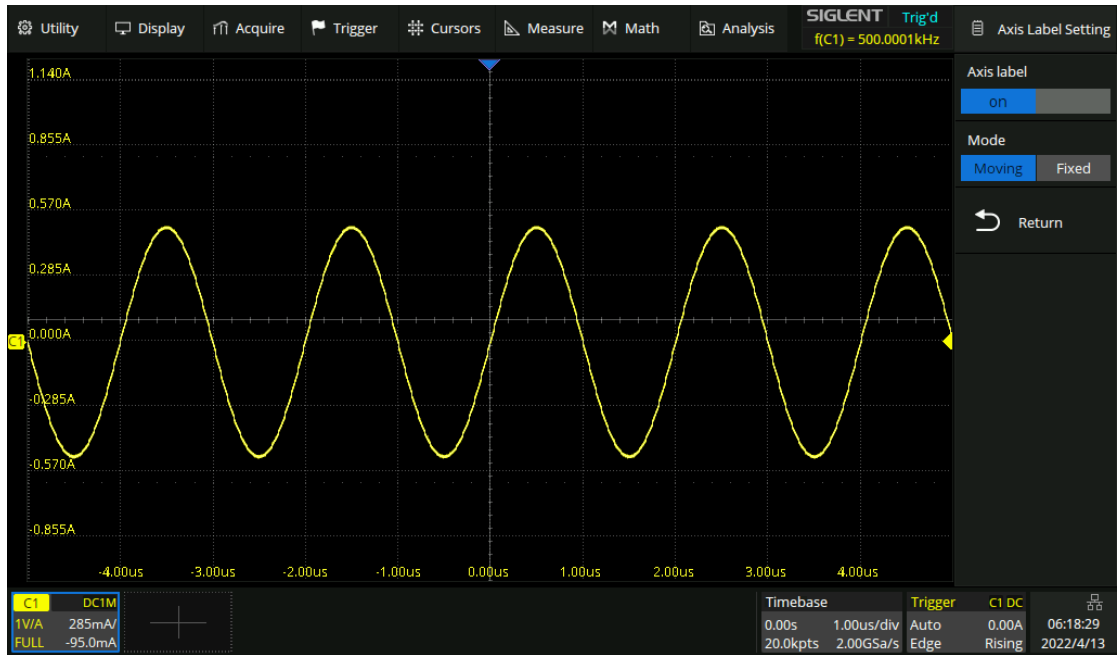 Utility Display Acquire Trigger Cursors Measure Math Analysis
SIGLENT Trig'd
f(C1) = 500.0001kHz
Axis Label Setting
Axis label
on
Mode
Moving Fixed
Return
1.140A
0.855A
0.570A
0.285A
0.000A
C1
-0.285A
-0.570A
-0.855A
-4.00us -3.00us -2.00us -1.00us 0.00us 1.00us 2.00us 3.00us 4.00us
C1 DC1M
1V/A 285mA/
FULL -95.0mA
Timebase
0.00s 1.00us/div
20.0kpts 2.00GSa/s
Trigger C1 DC
Auto 0.00A
Edge Rising
06:18:29
2022/4/13